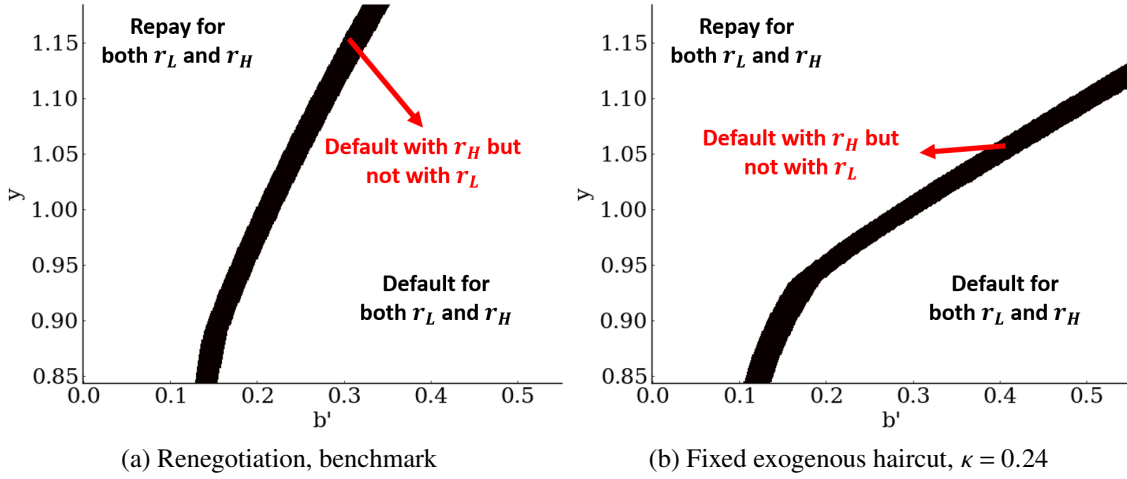 Repay for
both r_L and r_H
Default with r_H but
not with r_L
Default for
both r_L and r_H
y
1.15
1.10
1.05
1.00
0.95
0.90
0.85
0.0
0.1
0.2
0.3
0.4
0.5
b'
(a) Renegotiation, benchmark
Repay for
both r_L and r_H
Default with r_H but
not with r_L
Default for
both r_L and r_H
y
1.15
1.10
1.05
1.00
0.95
0.90
0.85
0.0
0.1
0.2
0.3
0.4
0.5
b'
(b) Fixed exogenous haircut, κ = 0.24